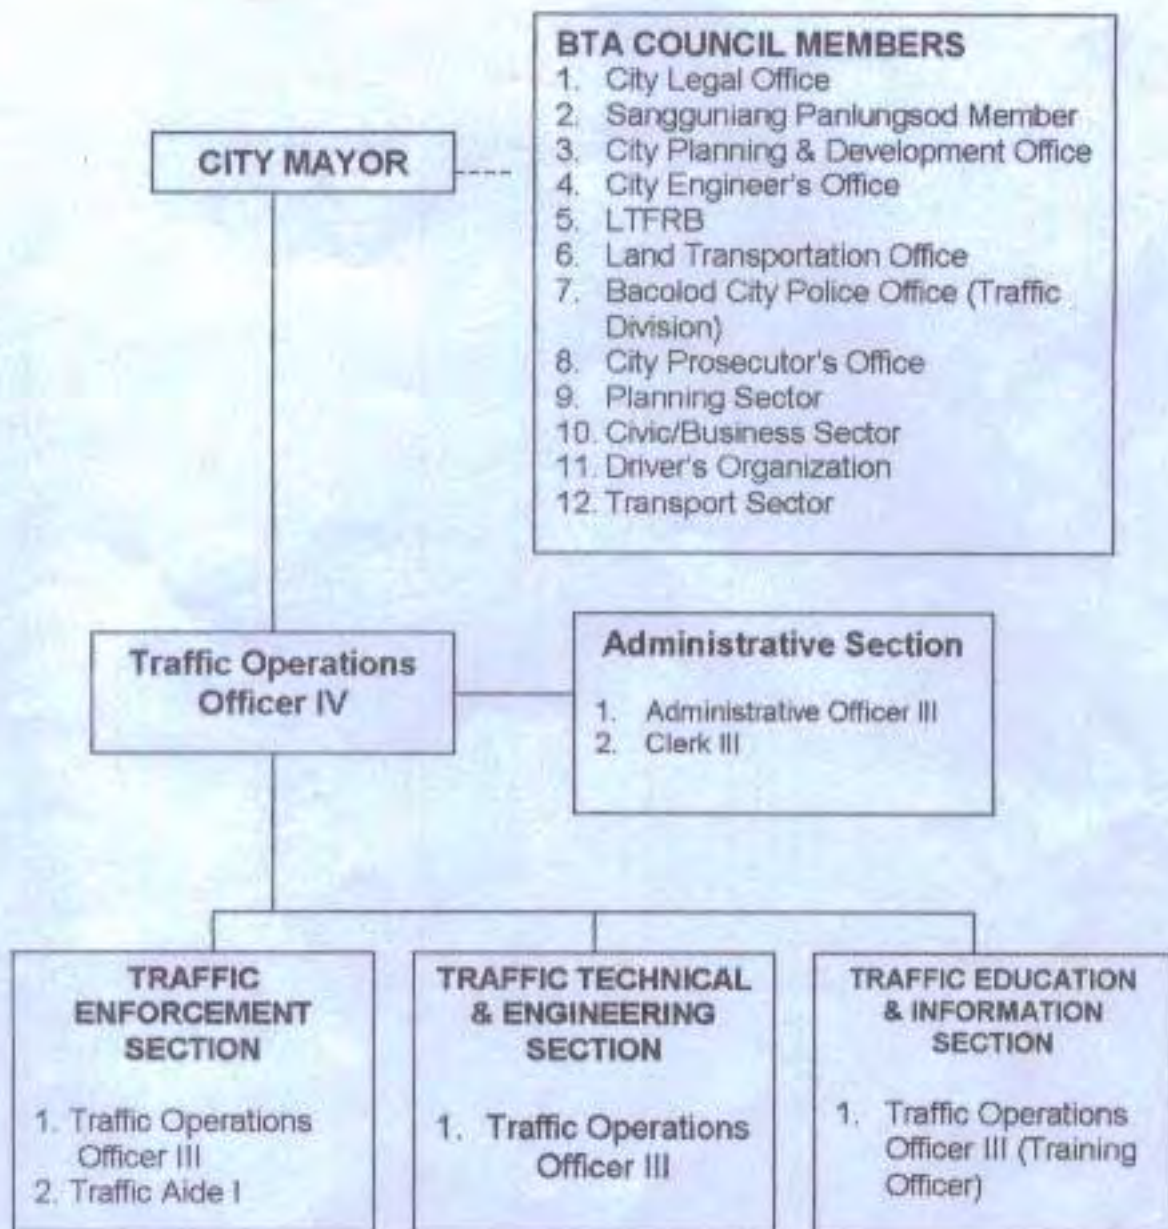 BTA COUNCIL MEMBERS
1. City Legal Office
2. Sangguniang Panlungsod Member
3. City Planning & Development Office
4. City Engineer's Office
5. LTFRB
6. Land Transportation Office
7. Bacolod City Police Office (Traffic
Division)
8. City Prosecutor's Office
9. Planning Sector
10. Civic/Business Sector
11. Driver's Organization
12. Transport Sector
CITY MAYOR
Traffic Operations
Officer IV
Administrative Section
1. Administrative Officer III
2. Clerk III
TRAFFIC
ENFORCEMENT
SECTION
1. Traffic Operations
Officer III
2. Traffic Aide I
TRAFFIC TECHNICAL
& ENGINEERING
SECTION
1. Traffic Operations
Officer III
TRAFFIC EDUCATION
& INFORMATION
SECTION
1. Traffic Operations
Officer III (Training
Officer)